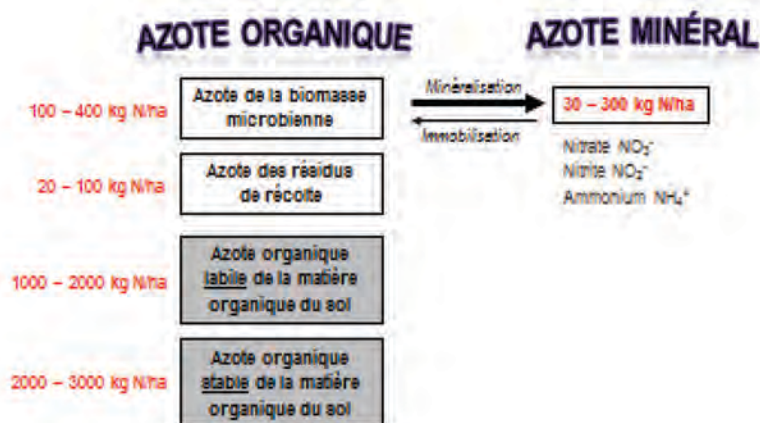 AZOTE ORGANIQUE
AZOTE MINÉRAL
100 – 400 kg N/ha
Azote de la biomasse
microbienne
Minéralisation
Immobilisation
30 – 300 kg N/ha
Nitrate NO₃⁻
Nitrite NO₂⁻
Ammonium NH₄⁺
20 – 100 kg N/ha
Azote des résidus
de récolte
1000 – 2000 kg N/ha
Azote organique
labile de la matière
organique du sol
2000 – 3000 kg N/ha
Azote organique
stable de la matière
organique du sol